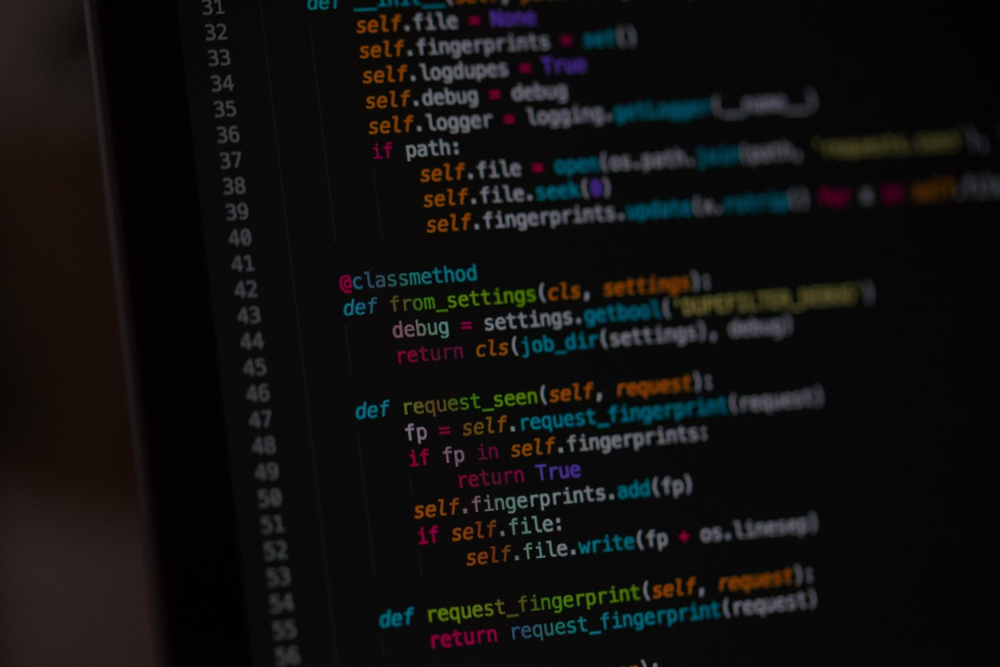 31 def __init__(self,
32 self.file = None
33 self.fingerprints = set()
34 self.logdupes = True
35 self.debug = debug
36 self.logger = logging.getLogger(__name__)
37 if path:
38 self.file = open(os.path.join(path, 'requests.seen'),
39 self.file.seek(0)
40 self.fingerprints.update(x.rstrip() for x in self.file
41
42 @classmethod
43 def from_settings(cls, settings):
44 debug = settings.getbool('DUPEFILTER_DEBUG')
45 return cls(job_dir(settings), debug)
46
47 def request_seen(self, request):
48 fp = self.request_fingerprint(request)
49 if fp in self.fingerprints:
50 return True
51 self.fingerprints.add(fp)
52 if self.file:
53 self.file.write(fp + os.linesep)
54
55 def request_fingerprint(self, request):
56 return request_fingerprint(request)
):